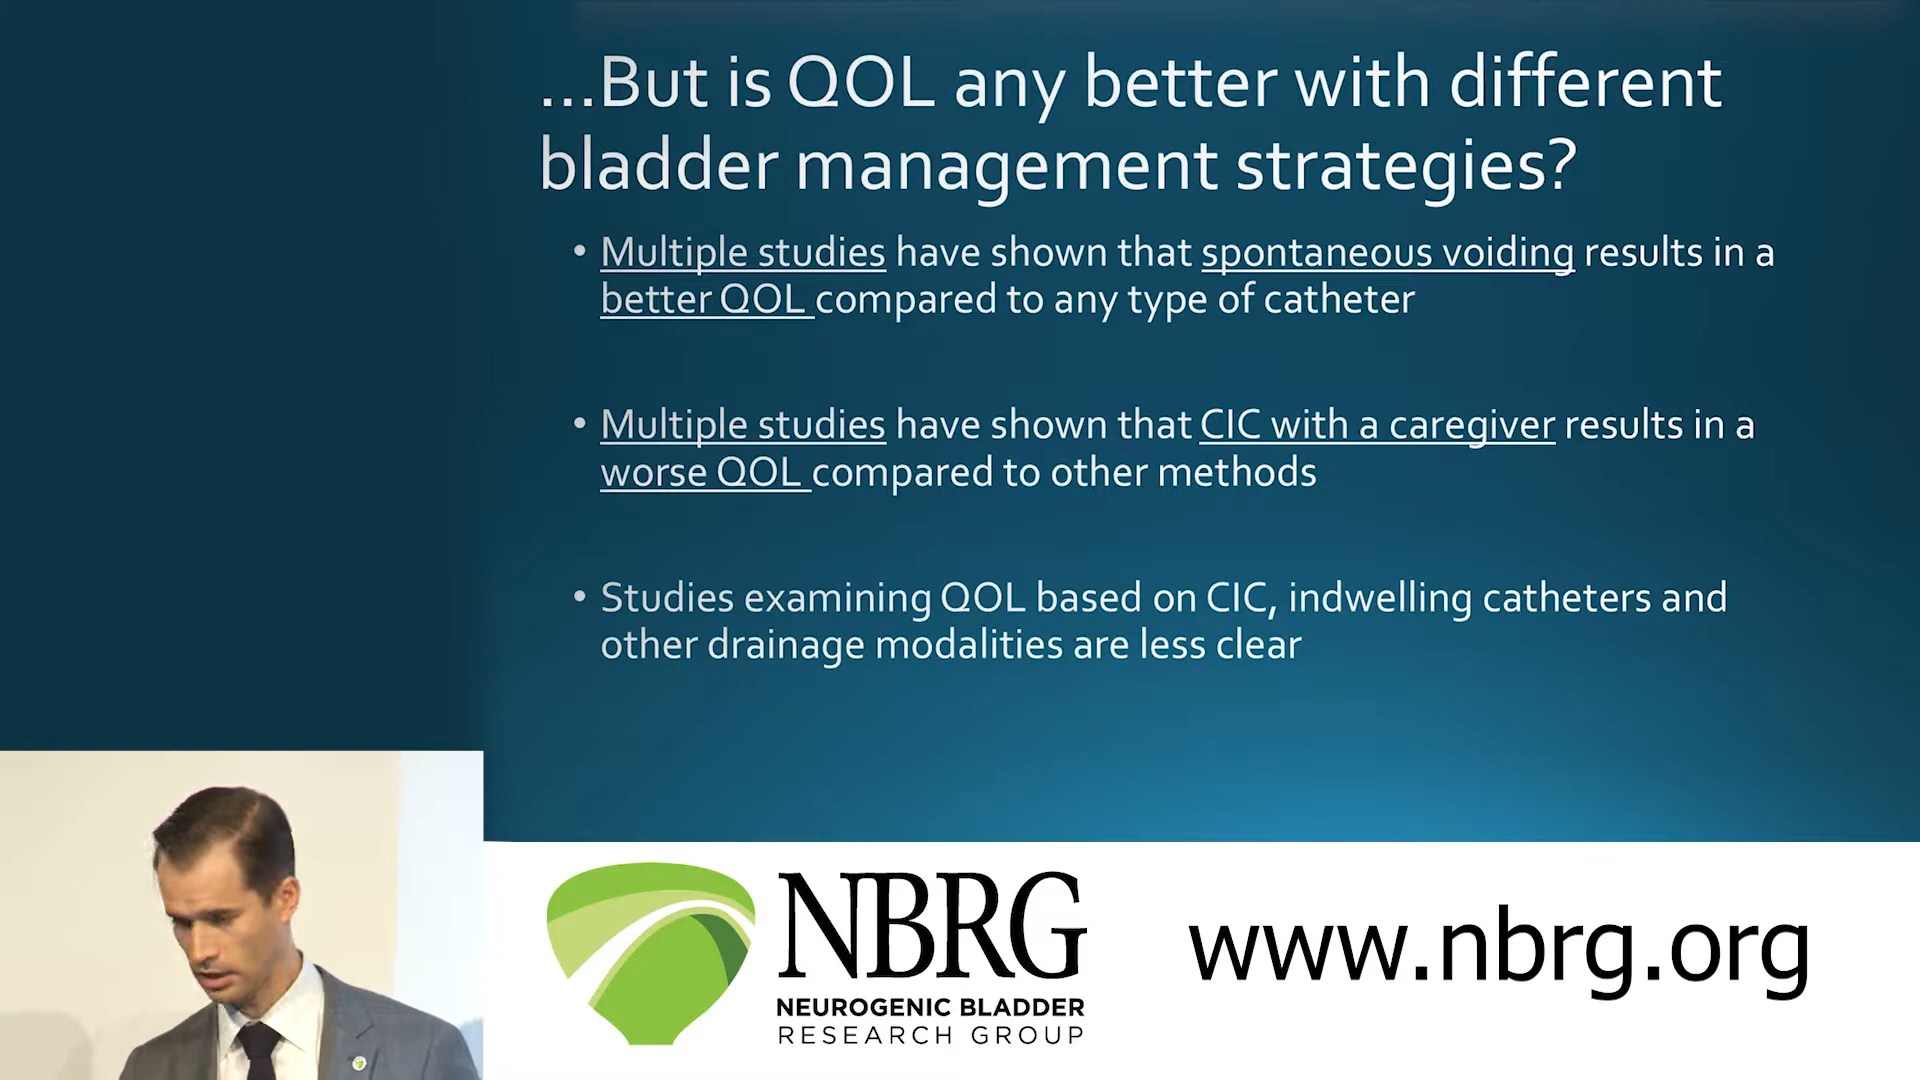 ...But is QOL any better with different
bladder management strategies?
• Multiple studies have shown that spontaneous voiding results in a
better QOL compared to any type of catheter
• Multiple studies have shown that CIC with a caregiver results in a
worse QOL compared to other methods
• Studies examining QOL based on CIC, indwelling catheters and
other drainage modalities are less clear
NBRG
NEUROGENIC BLADDER
RESEARCH GROUP
www.nbrg.org